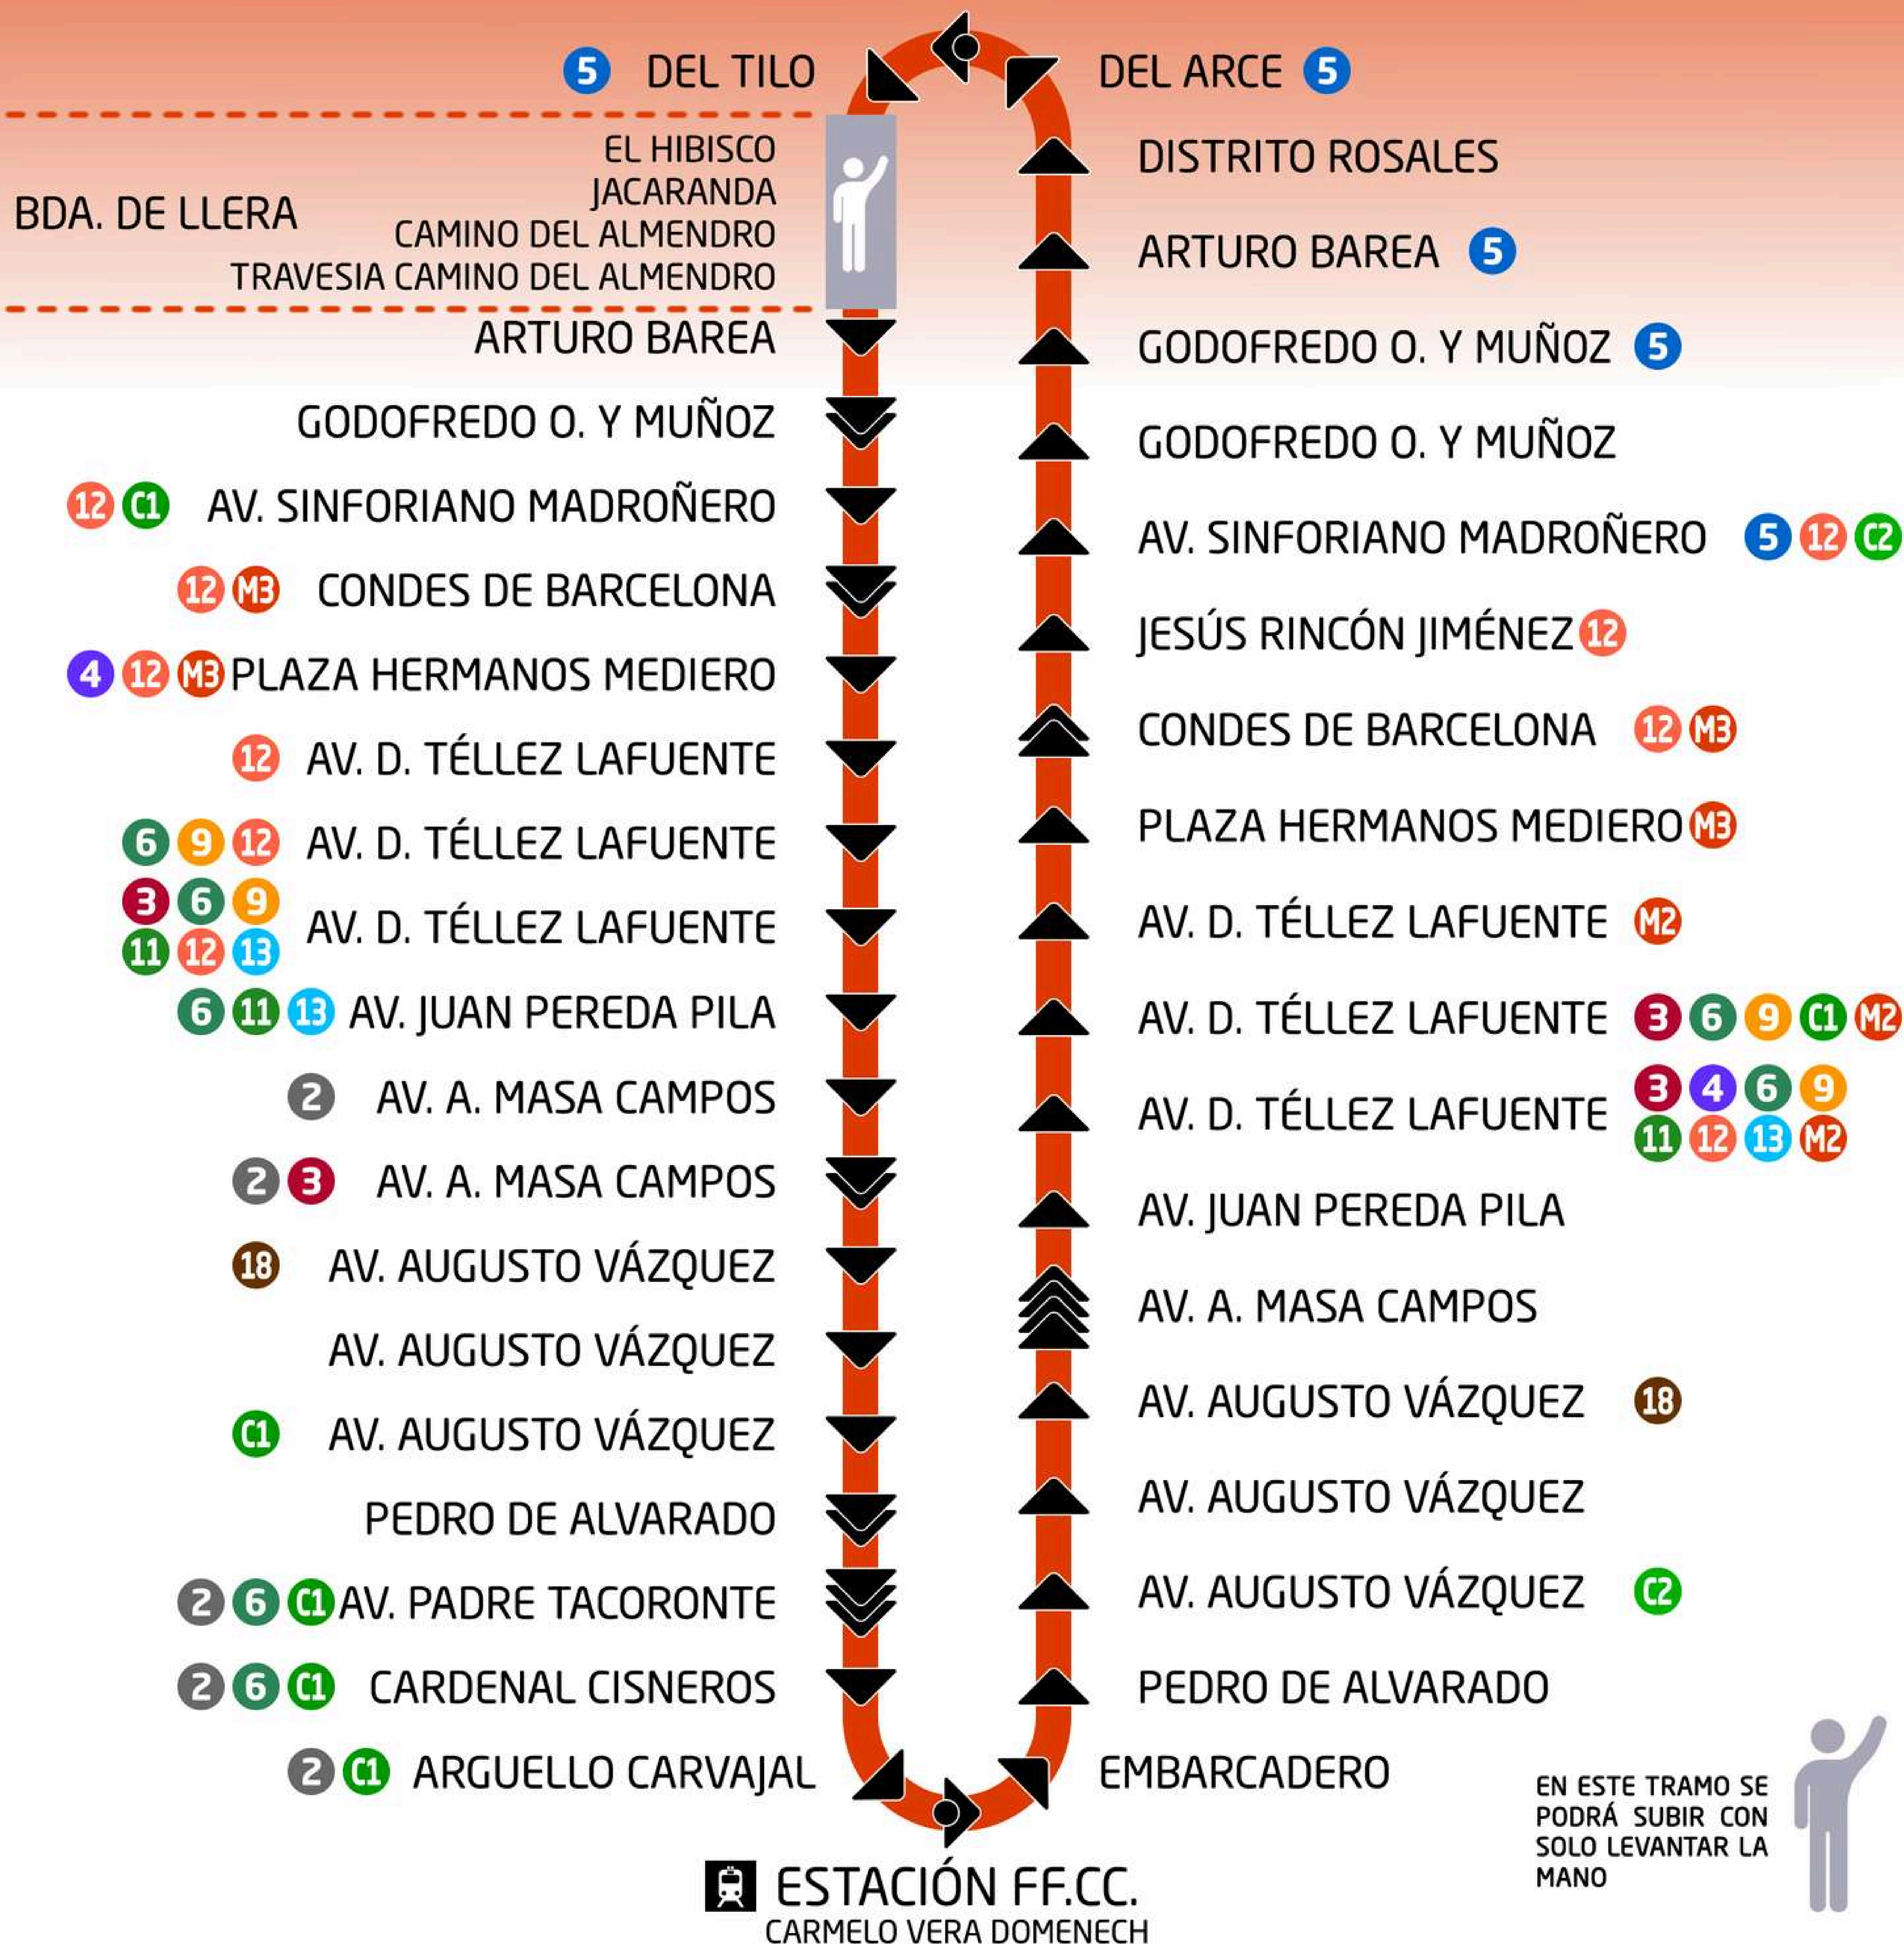 5 DEL TILO
BDA. DE LLERA
EL HIBISCO
JACARANDA
CAMINO DEL ALMENDRO
TRAVESIA CAMINO DEL ALMENDRO
ARTURO BAREA
GODOFREDO O. Y MUÑOZ
12 C1 AV. SINFORIANO MADROÑERO
12 M3 CONDES DE BARCELONA
4 12 M3 PLAZA HERMANOS MEDIERO
12 AV. D. TÉLLEZ LAFUENTE
6 9 12 AV. D. TÉLLEZ LAFUENTE
3 6 9
11 12 13
AV. D. TÉLLEZ LAFUENTE
6 11 13 AV. JUAN PEREDA PILA
2 AV. A. MASA CAMPOS
2 3 AV. A. MASA CAMPOS
18 AV. AUGUSTO VÁZQUEZ
AV. AUGUSTO VÁZQUEZ
C1 AV. AUGUSTO VÁZQUEZ
PEDRO DE ALVARADO
2 6 C1 AV. PADRE TACORONTE
2 6 C1 CARDENAL CISNEROS
2 C1 ARGUELLO CARVAJAL
DEL ARCE 5
DISTRITO ROSALES
ARTURO BAREA 5
GODOFREDO O. Y MUÑOZ 5
GODOFREDO O. Y MUÑOZ
AV. SINFORIANO MADROÑERO 5 12 C2
JESÚS RINCÓN JIMÉNEZ 12
CONDES DE BARCELONA 12 M3
PLAZA HERMANOS MEDIERO M3
AV. D. TÉLLEZ LAFUENTE M2
AV. D. TÉLLEZ LAFUENTE 3 6 9 C1 M2
AV. D. TÉLLEZ LAFUENTE
3 4 6 9
11 12 13 M2
AV. JUAN PEREDA PILA
AV. A. MASA CAMPOS
AV. AUGUSTO VÁZQUEZ 18
AV. AUGUSTO VÁZQUEZ
AV. AUGUSTO VÁZQUEZ C2
PEDRO DE ALVARADO
EMBARCADERO
ESTACIÓN FF.CC.
CARMELO VERA DOMENECH
EN ESTE TRAMO SE
PODRÁ SUBIR CON
SOLO LEVANTAR LA
MANO